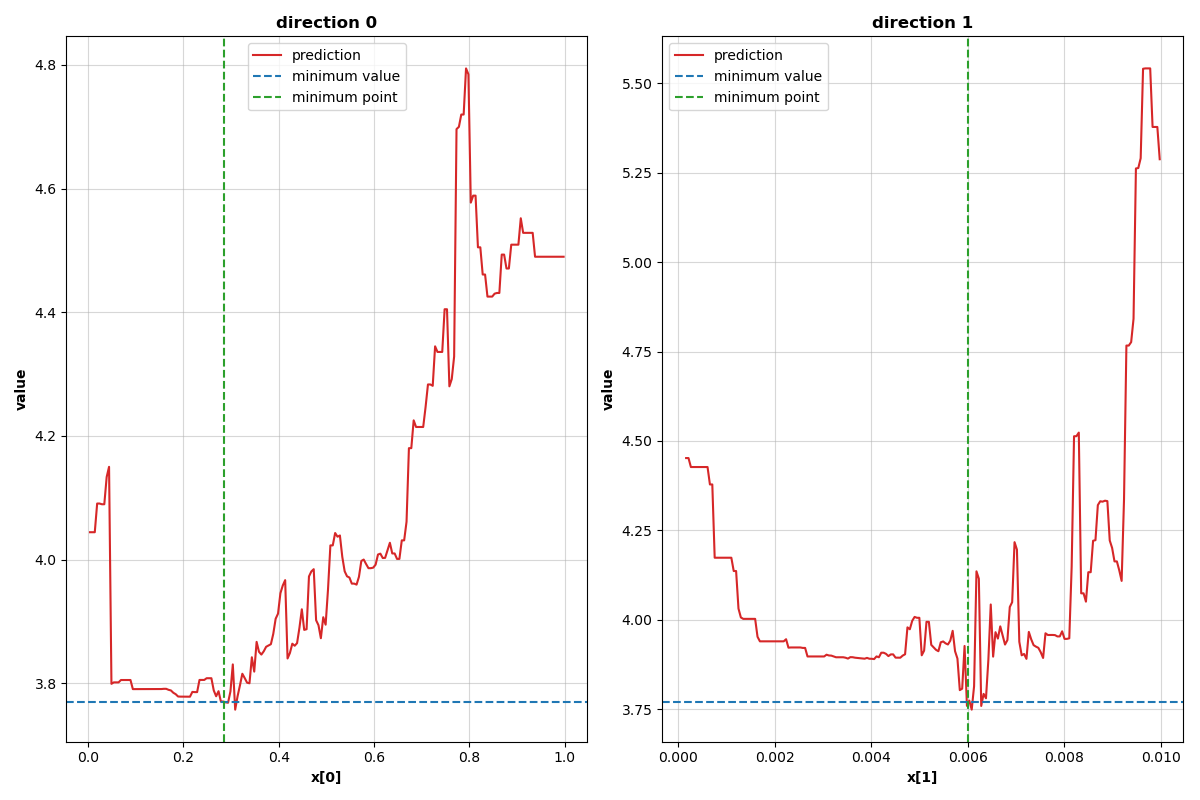 direction 0
prediction
minimum value
minimum point
4.8
4.6
4.4
4.2
4.0
3.8
value
0.0 0.2 0.4 0.6 0.8 1.0
x[0]
direction 1
prediction
minimum value
minimum point
5.50
5.25
5.00
4.75
4.50
4.25
4.00
3.75
value
0.000 0.002 0.004 0.006 0.008 0.010
x[1]